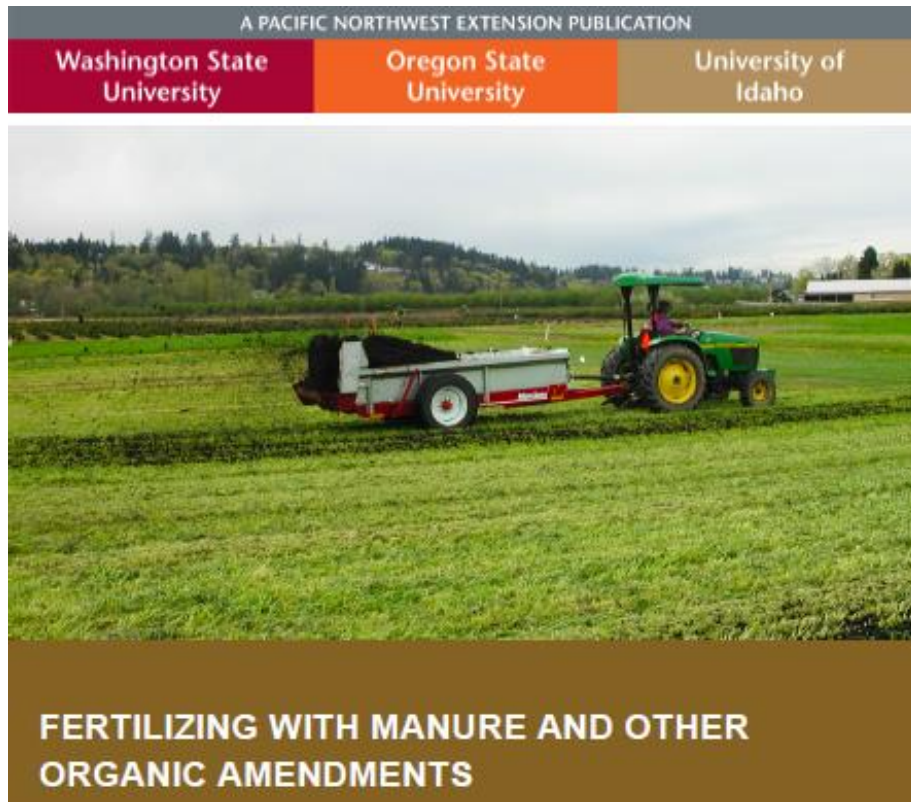 A PACIFIC NORTHWEST EXTENSION PUBLICATION
Washington State
University
Oregon State
University
University of
Idaho
FERTILIZING WITH MANURE AND OTHER
ORGANIC AMENDMENTS